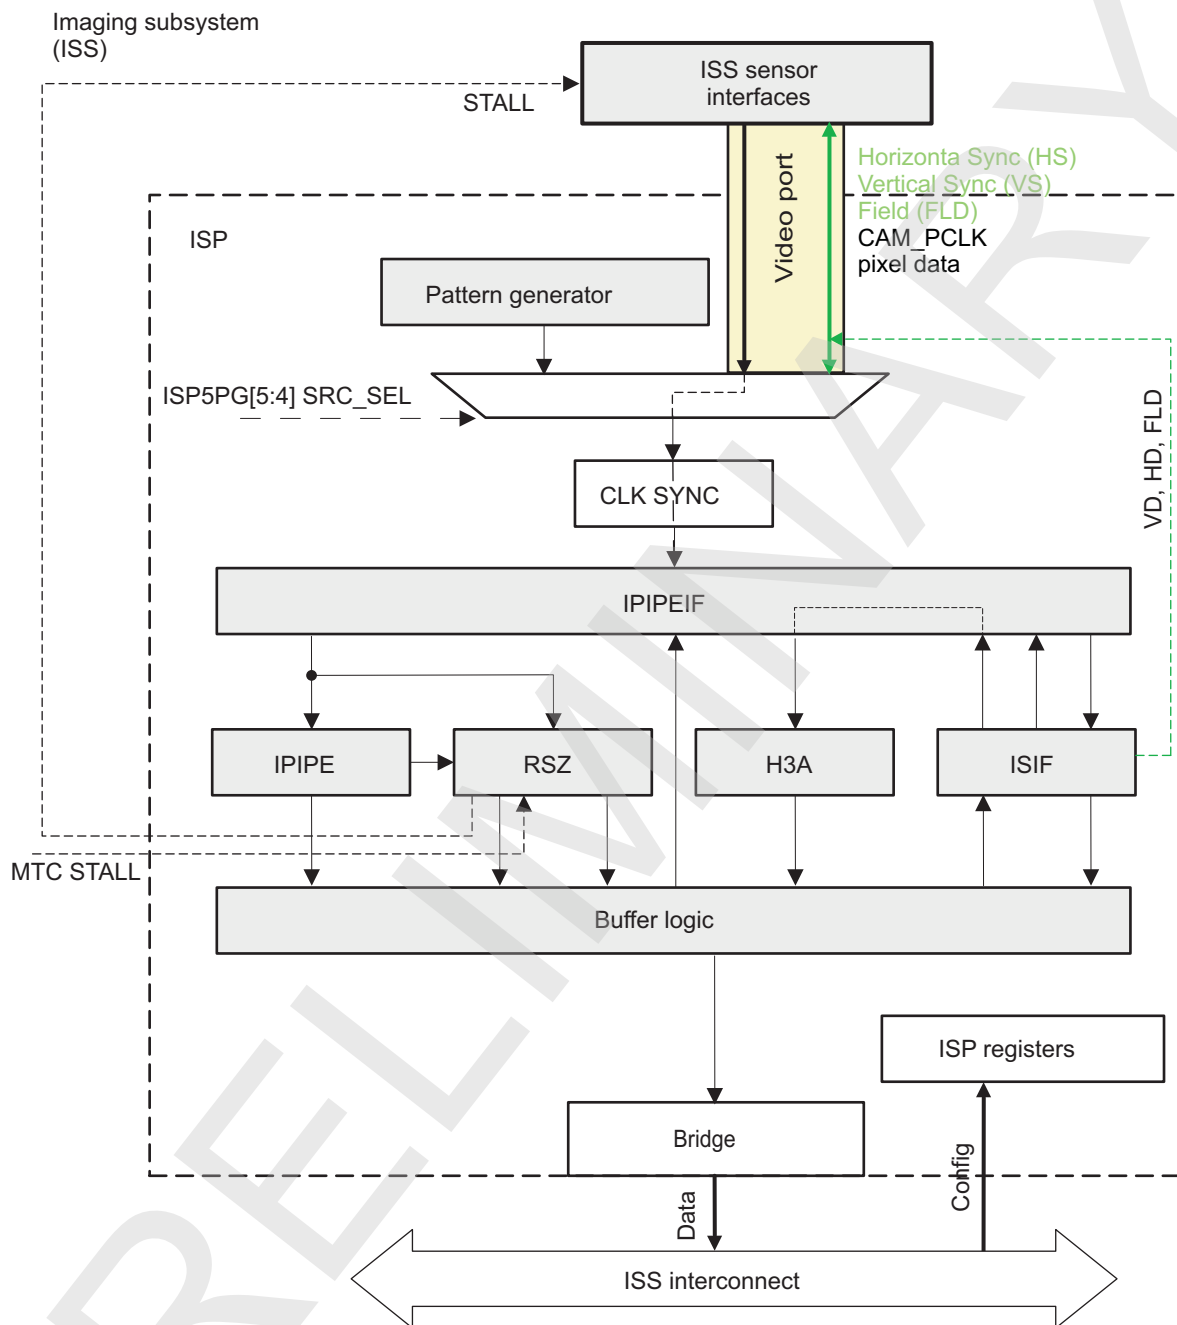 Imaging subsystem
(ISS)
ISS sensor
interfaces
STALL
Video port
Horizonta Sync (HS)
Vertical Sync (VS)
Field (FLD)
CAM_PCLK
pixel data
ISP
Pattern generator
ISP5PG[5:4] SRC_SEL
VD, HD, FLD
CLK SYNC
IPIPEIF
IPIPE
RSZ
H3A
ISIF
MTC STALL
Buffer logic
ISP registers
Bridge
Data
Config
ISS interconnect
RELIMINARY